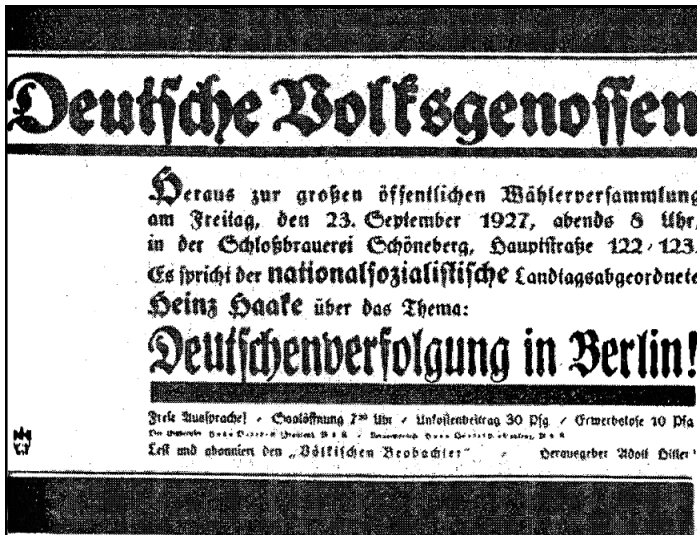 Deutsche Volksgenossen
Heraus zur großen öffentlichen Wählerversammlung
am Freitag, den 23. September 1927, abends 8 Uhr,
in der Schloßbrauerei Schöneberg, Hauptstraße 122/123.
Es spricht der nationalsozialistische Landtagsabgeordnete
Heinz Haake über das Thema:
Deutschenverfolgung in Berlin!
Freie Aussprache! / Saalöffnung 7³⁰ Uhr / Unkostenbeitrag 30 Pfg. / Erwerbslose 10 Pfg
Lest und abonniert den „Völkischen Beobachter“ / Herausgeber Adolf Hitler